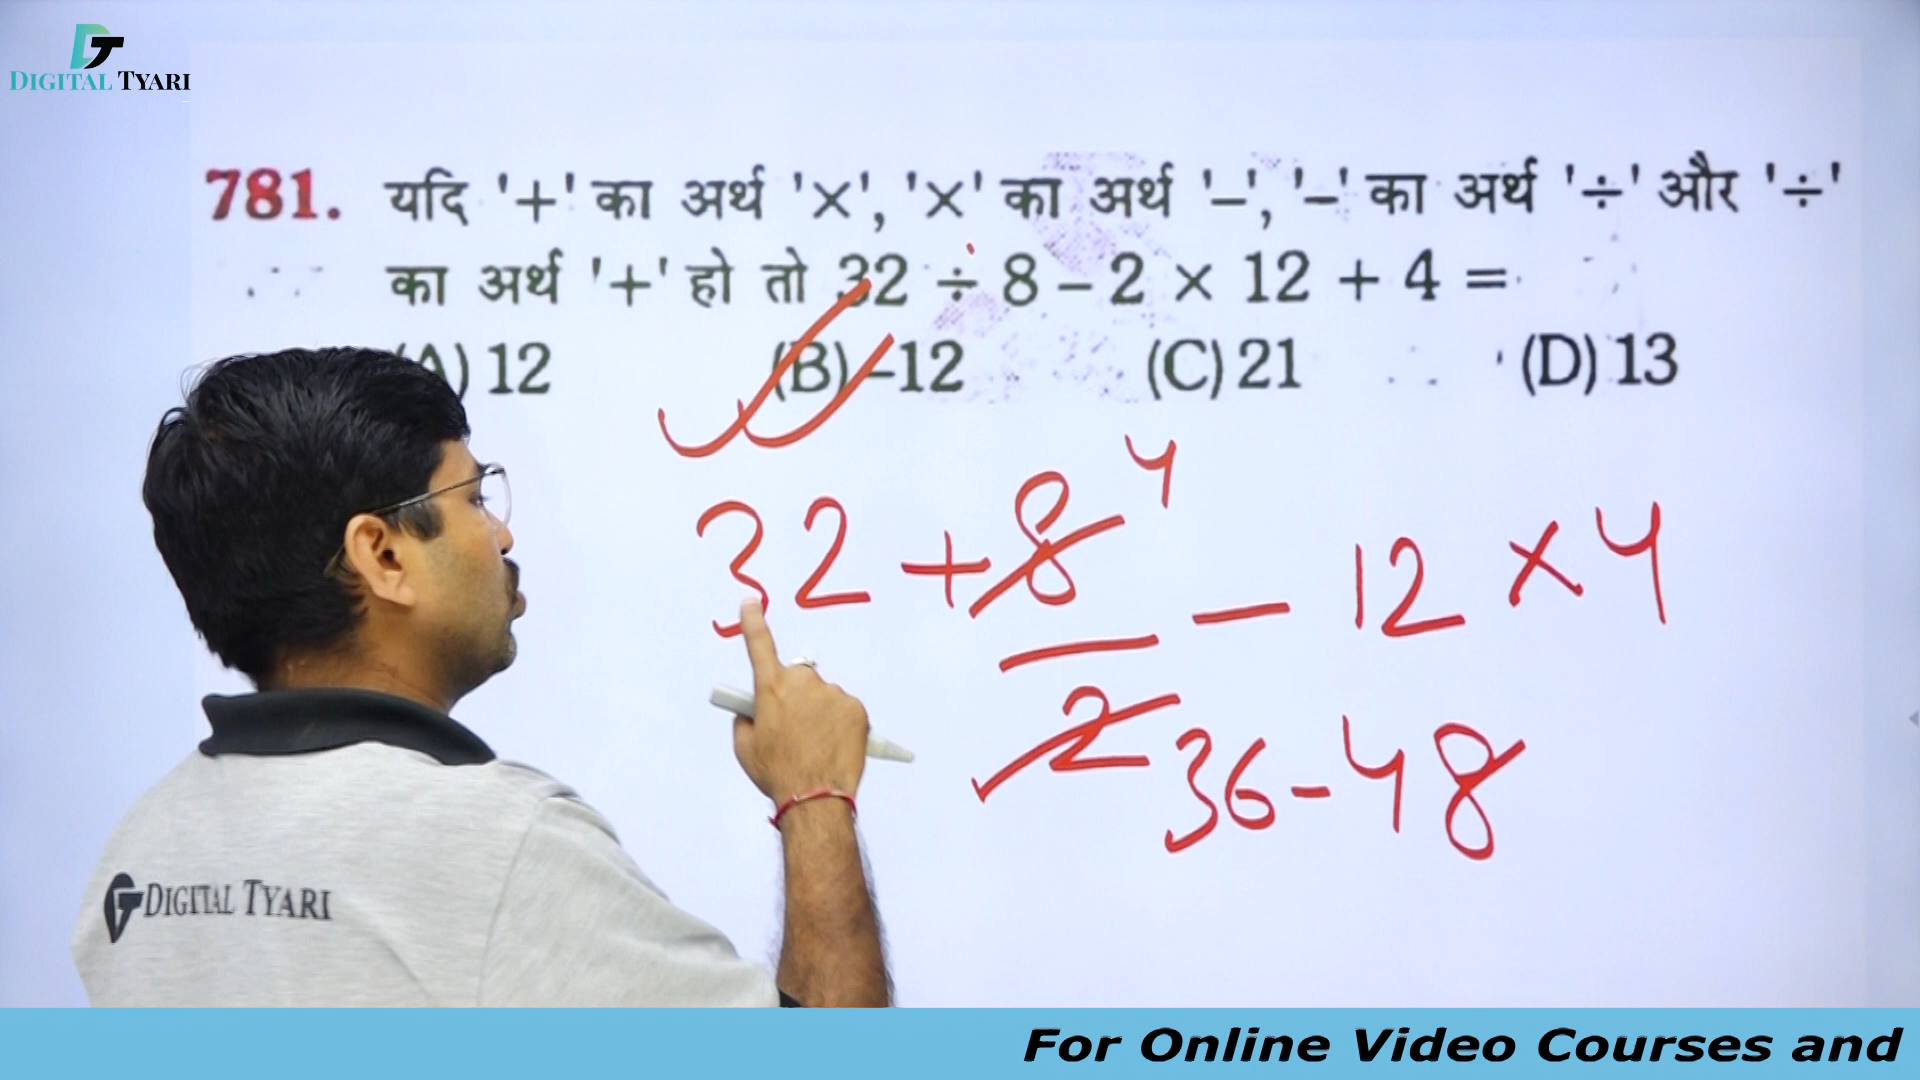 DT
DIGITAL TYARI
781. यदि '+' का अर्थ '×', '×' का अर्थ '–', '–' का अर्थ '÷' और '÷'
का अर्थ '+' हो तो 32 ÷ 8 – 2 × 12 + 4 =
(A) 12 (B) –12 (C) 21 (D) 13
4
32 + 8 – 12 × 4
2
36 - 48
DIGITAL TYARI
For Online Video Courses and